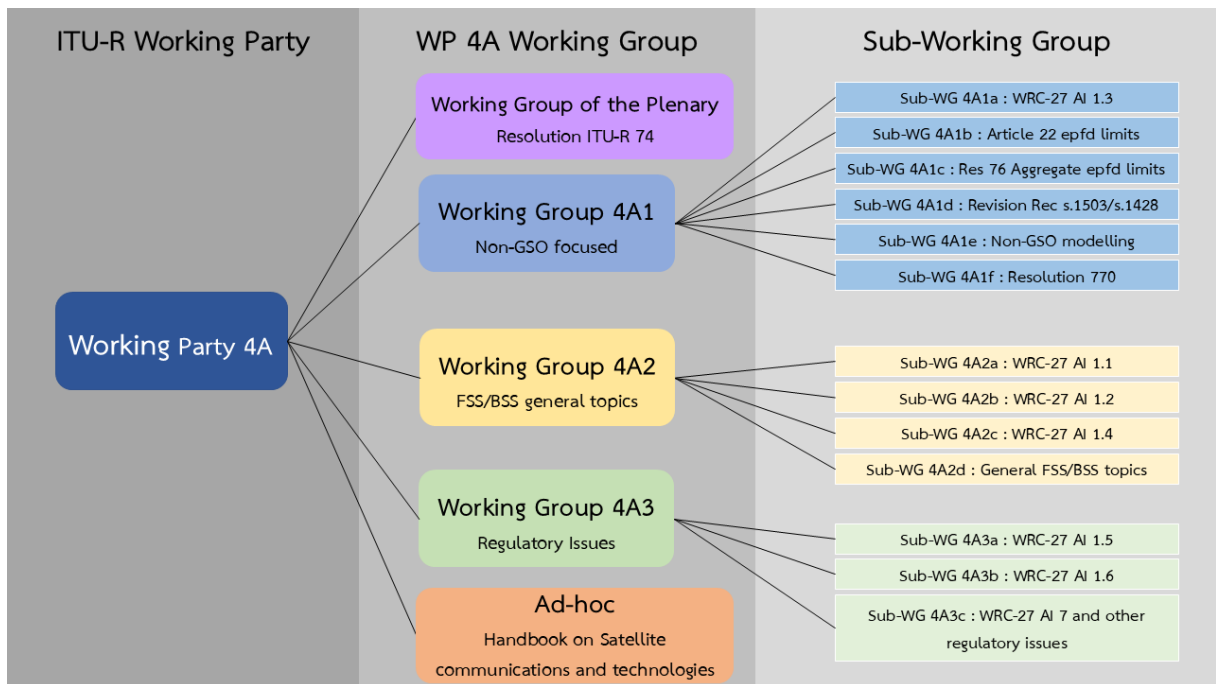 ITU-R Working Party
WP 4A Working Group
Sub-Working Group
Working Party 4A
Working Group of the Plenary
Resolution ITU-R 74
Working Group 4A1
Non-GSO focused
Working Group 4A2
FSS/BSS general topics
Working Group 4A3
Regulatory Issues
Ad-hoc
Handbook on Satellite
communications and technologies
Sub-WG 4A1a : WRC-27 AI 1.3
Sub-WG 4A1b : Article 22 epfd limits
Sub-WG 4A1c : Res 76 Aggregate epfd limits
Sub-WG 4A1d : Revision Rec s.1503/s.1428
Sub-WG 4A1e : Non-GSO modelling
Sub-WG 4A1f : Resolution 770
Sub-WG 4A2a : WRC-27 AI 1.1
Sub-WG 4A2b : WRC-27 AI 1.2
Sub-WG 4A2c : WRC-27 AI 1.4
Sub-WG 4A2d : General FSS/BSS topics
Sub-WG 4A3a : WRC-27 AI 1.5
Sub-WG 4A3b : WRC-27 AI 1.6
Sub-WG 4A3c : WRC-27 AI 7 and other
regulatory issues